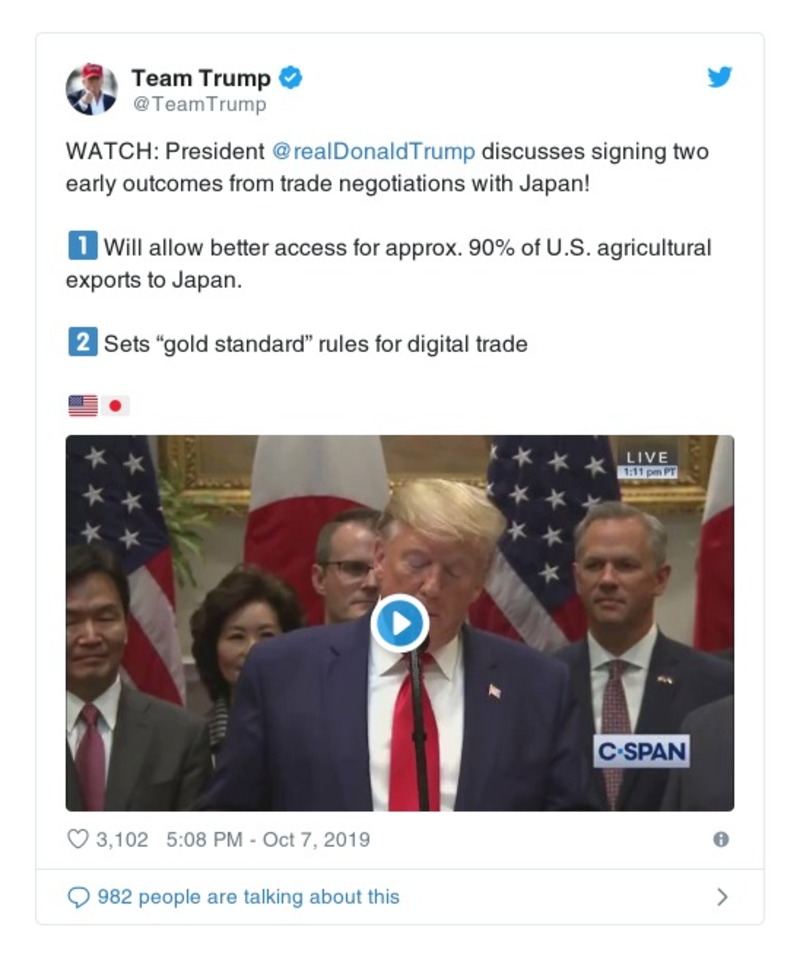 Team Trump
@TeamTrump
WATCH: President @realDonaldTrump discusses signing two
early outcomes from trade negotiations with Japan!
1 Will allow better access for approx. 90% of U.S. agricultural
exports to Japan.
2 Sets “gold standard” rules for digital trade
LIVE
1:11 pm PT
C-SPAN
3,102 5:08 PM - Oct 7, 2019
982 people are talking about this